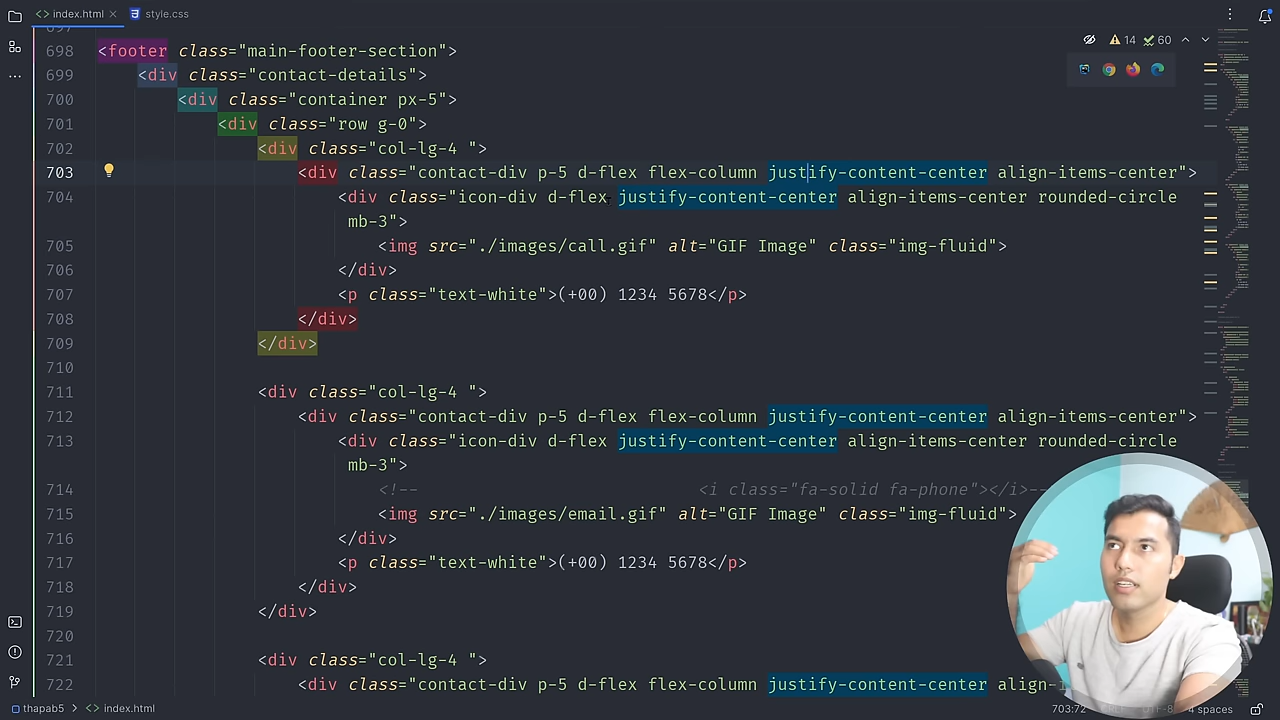 index.html
style.css
697
698 <footer class="main-footer-section">
14 60
699 <div class="contact-details">
700 <div class="container px-5">
701 <div class="row g-0">
702 <div class="col-lg-4 ">
703 <div class="contact-div p-5 d-flex flex-column justify-content-center align-items-center">
704 <div class="icon-div d-flex justify-content-center align-items-center rounded-circle
mb-3">
705 <img src="./images/call.gif" alt="GIF Image" class="img-fluid">
706 </div>
707 <p class="text-white">(+00) 1234 5678</p>
708 </div>
709 </div>
710
711 <div class="col-lg-4 ">
712 <div class="contact-div p-5 d-flex flex-column justify-content-center align-items-center">
713 <div class="icon-div d-flex justify-content-center align-items-center rounded-circle
mb-3">
714 <!-- <i class="fa-solid fa-phone"></i>--
715 <img src="./images/email.gif" alt="GIF Image" class="img-fluid">
716 </div>
717 <p class="text-white">(+00) 1234 5678</p>
718 </div>
719 </div>
720
721 <div class="col-lg-4 ">
722 <div class="contact-div p-5 d-flex flex-column justify-content-center align-i
thapab5 > index.html
703:72 UTF-8 4 spaces